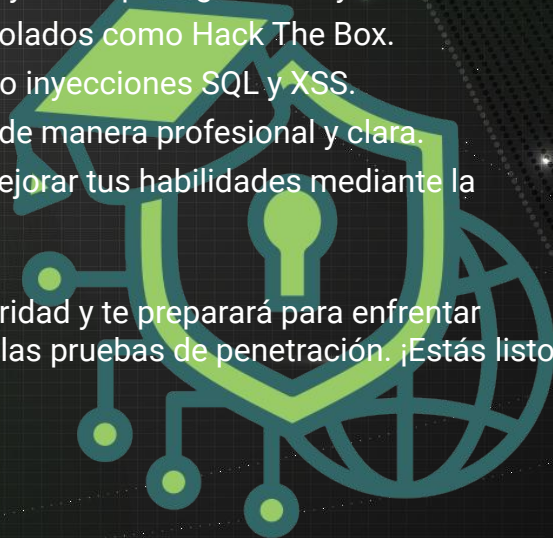 olados como Hack The Box.
o inyecciones SQL y XSS.
de manera profesional y clara.
ejorar tus habilidades mediante la
ridad y te preparará para enfrentar
las pruebas de penetración. ¡Estás listo